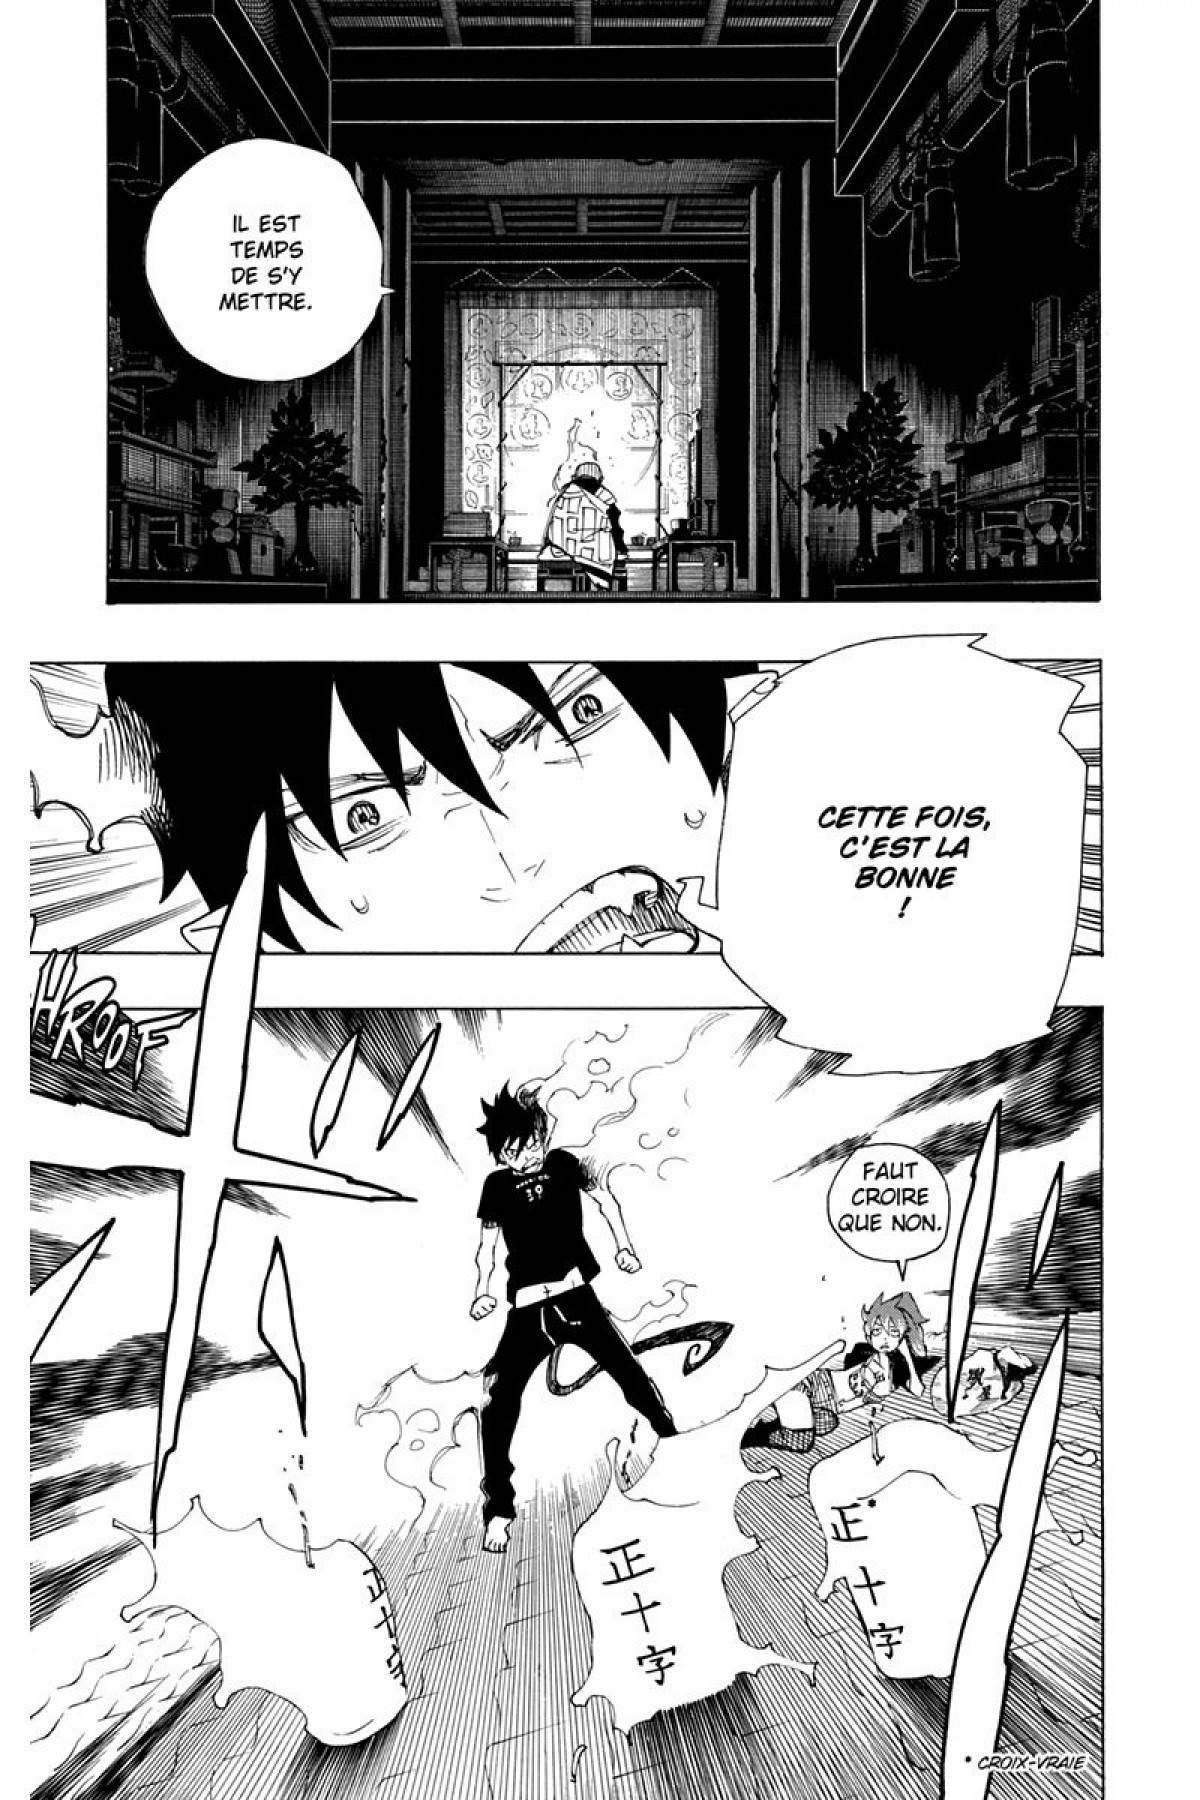 IL EST
TEMPS
DE S'Y
METTRE.
CETTE FOIS,
C'EST LA
BONNE
!
HROOF
FAUT
CROIRE
QUE NON.
39
正*十字
正十字
正十字
* CROIX-VRAIE